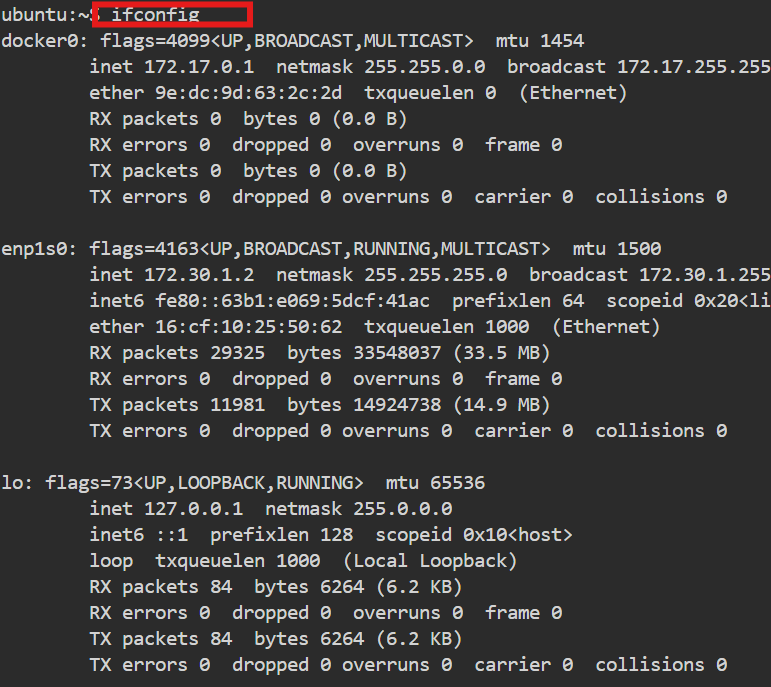 ubuntu:~$ ifconfig
docker0: flags=4099<UP,BROADCAST,MULTICAST>  mtu 1454
        inet 172.17.0.1  netmask 255.255.0.0  broadcast 172.17.255.255
        ether 9e:dc:9d:63:2c:2d  txqueuelen 0  (Ethernet)
        RX packets 0  bytes 0 (0.0 B)
        RX errors 0  dropped 0  overruns 0  frame 0
        TX packets 0  bytes 0 (0.0 B)
        TX errors 0  dropped 0 overruns 0  carrier 0  collisions 0

enp1s0: flags=4163<UP,BROADCAST,RUNNING,MULTICAST>  mtu 1500
        inet 172.30.1.2  netmask 255.255.255.0  broadcast 172.30.1.255
        inet6 fe80::63b1:e069:5dcf:41ac  prefixlen 64  scopeid 0x20<li
        ether 16:cf:10:25:50:62  txqueuelen 1000  (Ethernet)
        RX packets 29325  bytes 33548037 (33.5 MB)
        RX errors 0  dropped 0  overruns 0  frame 0
        TX packets 11981  bytes 14924738 (14.9 MB)
        TX errors 0  dropped 0 overruns 0  carrier 0  collisions 0

lo: flags=73<UP,LOOPBACK,RUNNING>  mtu 65536
        inet 127.0.0.1  netmask 255.0.0.0
        inet6 ::1  prefixlen 128  scopeid 0x10<host>
        loop  txqueuelen 1000  (Local Loopback)
        RX packets 84  bytes 6264 (6.2 KB)
        RX errors 0  dropped 0  overruns 0  frame 0
        TX packets 84  bytes 6264 (6.2 KB)
        TX errors 0  dropped 0 overruns 0  carrier 0  collisions 0